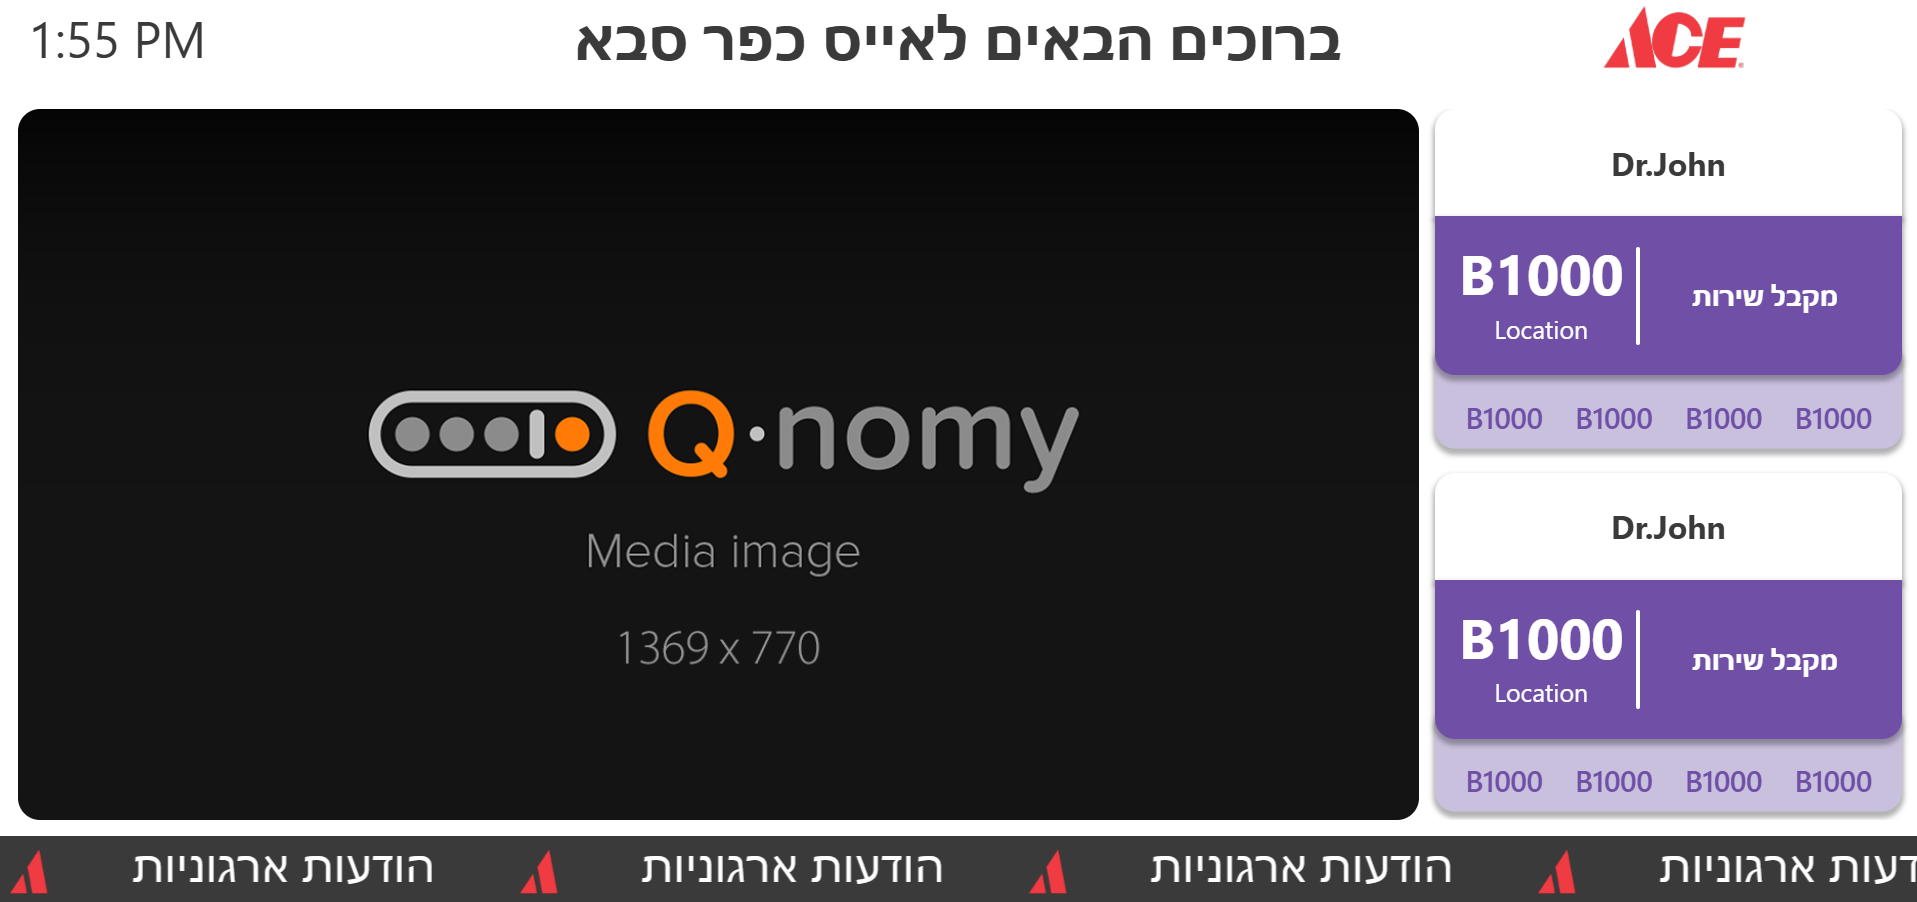 1:55 PM
ברוכים הבאים לאייס כפר סבא
ACE
Q·nomy
Media image
1369 x 770
Dr.John
B1000
Location
מקבל שירות
B1000 B1000 B1000 B1000
Dr.John
B1000
Location
מקבל שירות
B1000 B1000 B1000 B1000
הודעות ארגוניות הודעות ארגוניות הודעות ארגוניות דעות ארגוניות